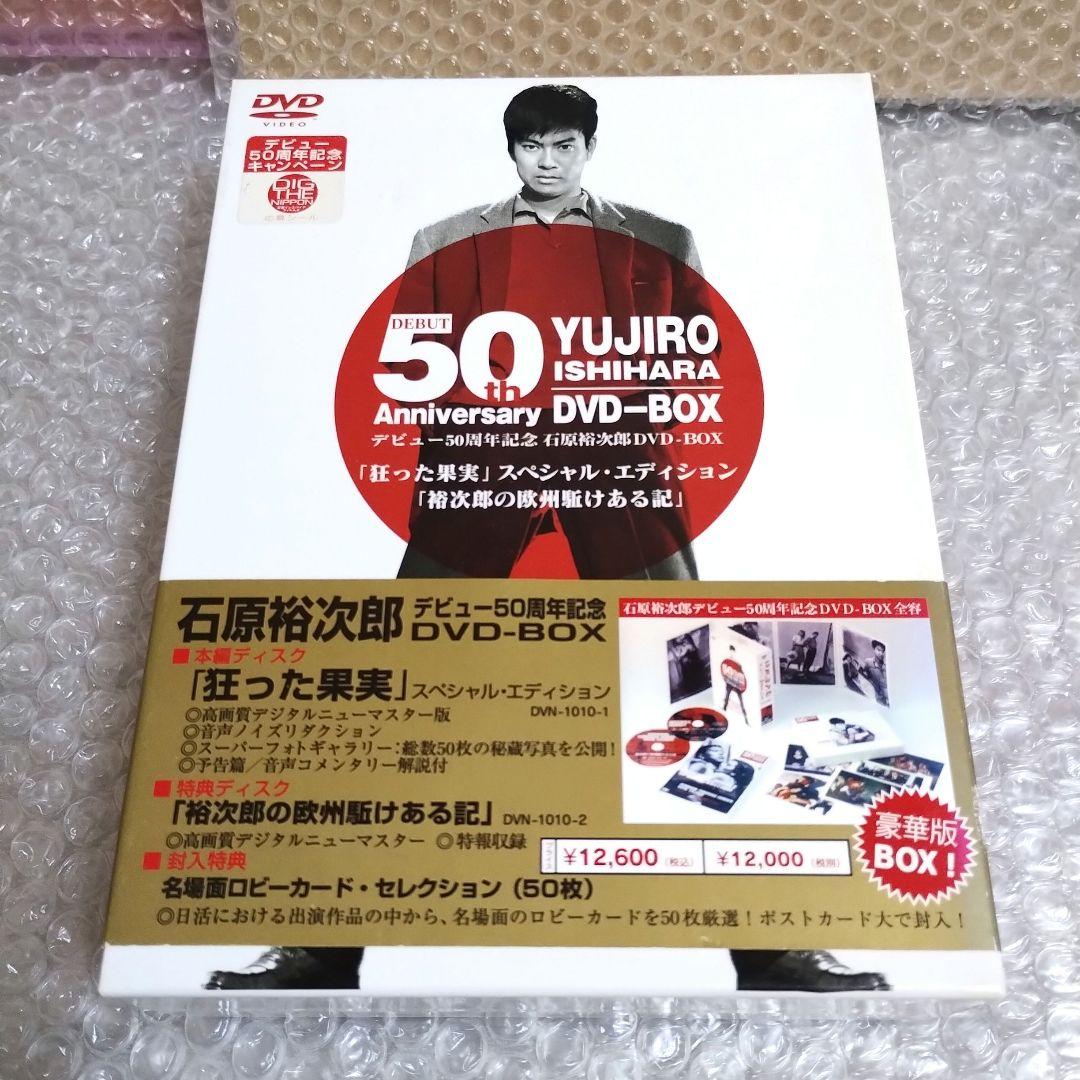 DVD
VIDEO
デビュー
50周年記念
キャンペーン
DIG
THE
NIPPON
応募シール
DEBUT
50th
Anniversary
YUJIRO
ISHIHARA
DVD-BOX
デビュー50周年記念 石原裕次郎DVD-BOX
「狂った果実」スペシャル・エディション
「裕次郎の欧州駈けある記」
石原裕次郎 デビュー50周年記念
DVD-BOX
■本編ディスク
「狂った果実」スペシャル・エディション
DVN-1010-1
◎高画質デジタルニューマスター版
◎音声ノイズリダクション
◎スーパーフォトギャラリー：総数50枚の秘蔵写真を公開！
◎予告篇／音声コメンタリー解説付
■特典ディスク
「裕次郎の欧州駈けある記」 DVN-1010-2
◎高画質デジタルニューマスター ◎特報収録
■封入特典
¥12,600（税込） ¥12,000（税別）
名場面ロビーカード・セレクション（50枚）
◎日活における出演作品の中から、名場面のロビーカードを50枚厳選！ポストカード大で封入！
石原裕次郎デビュー50周年記念DVD-BOX全容
豪華版
BOX！